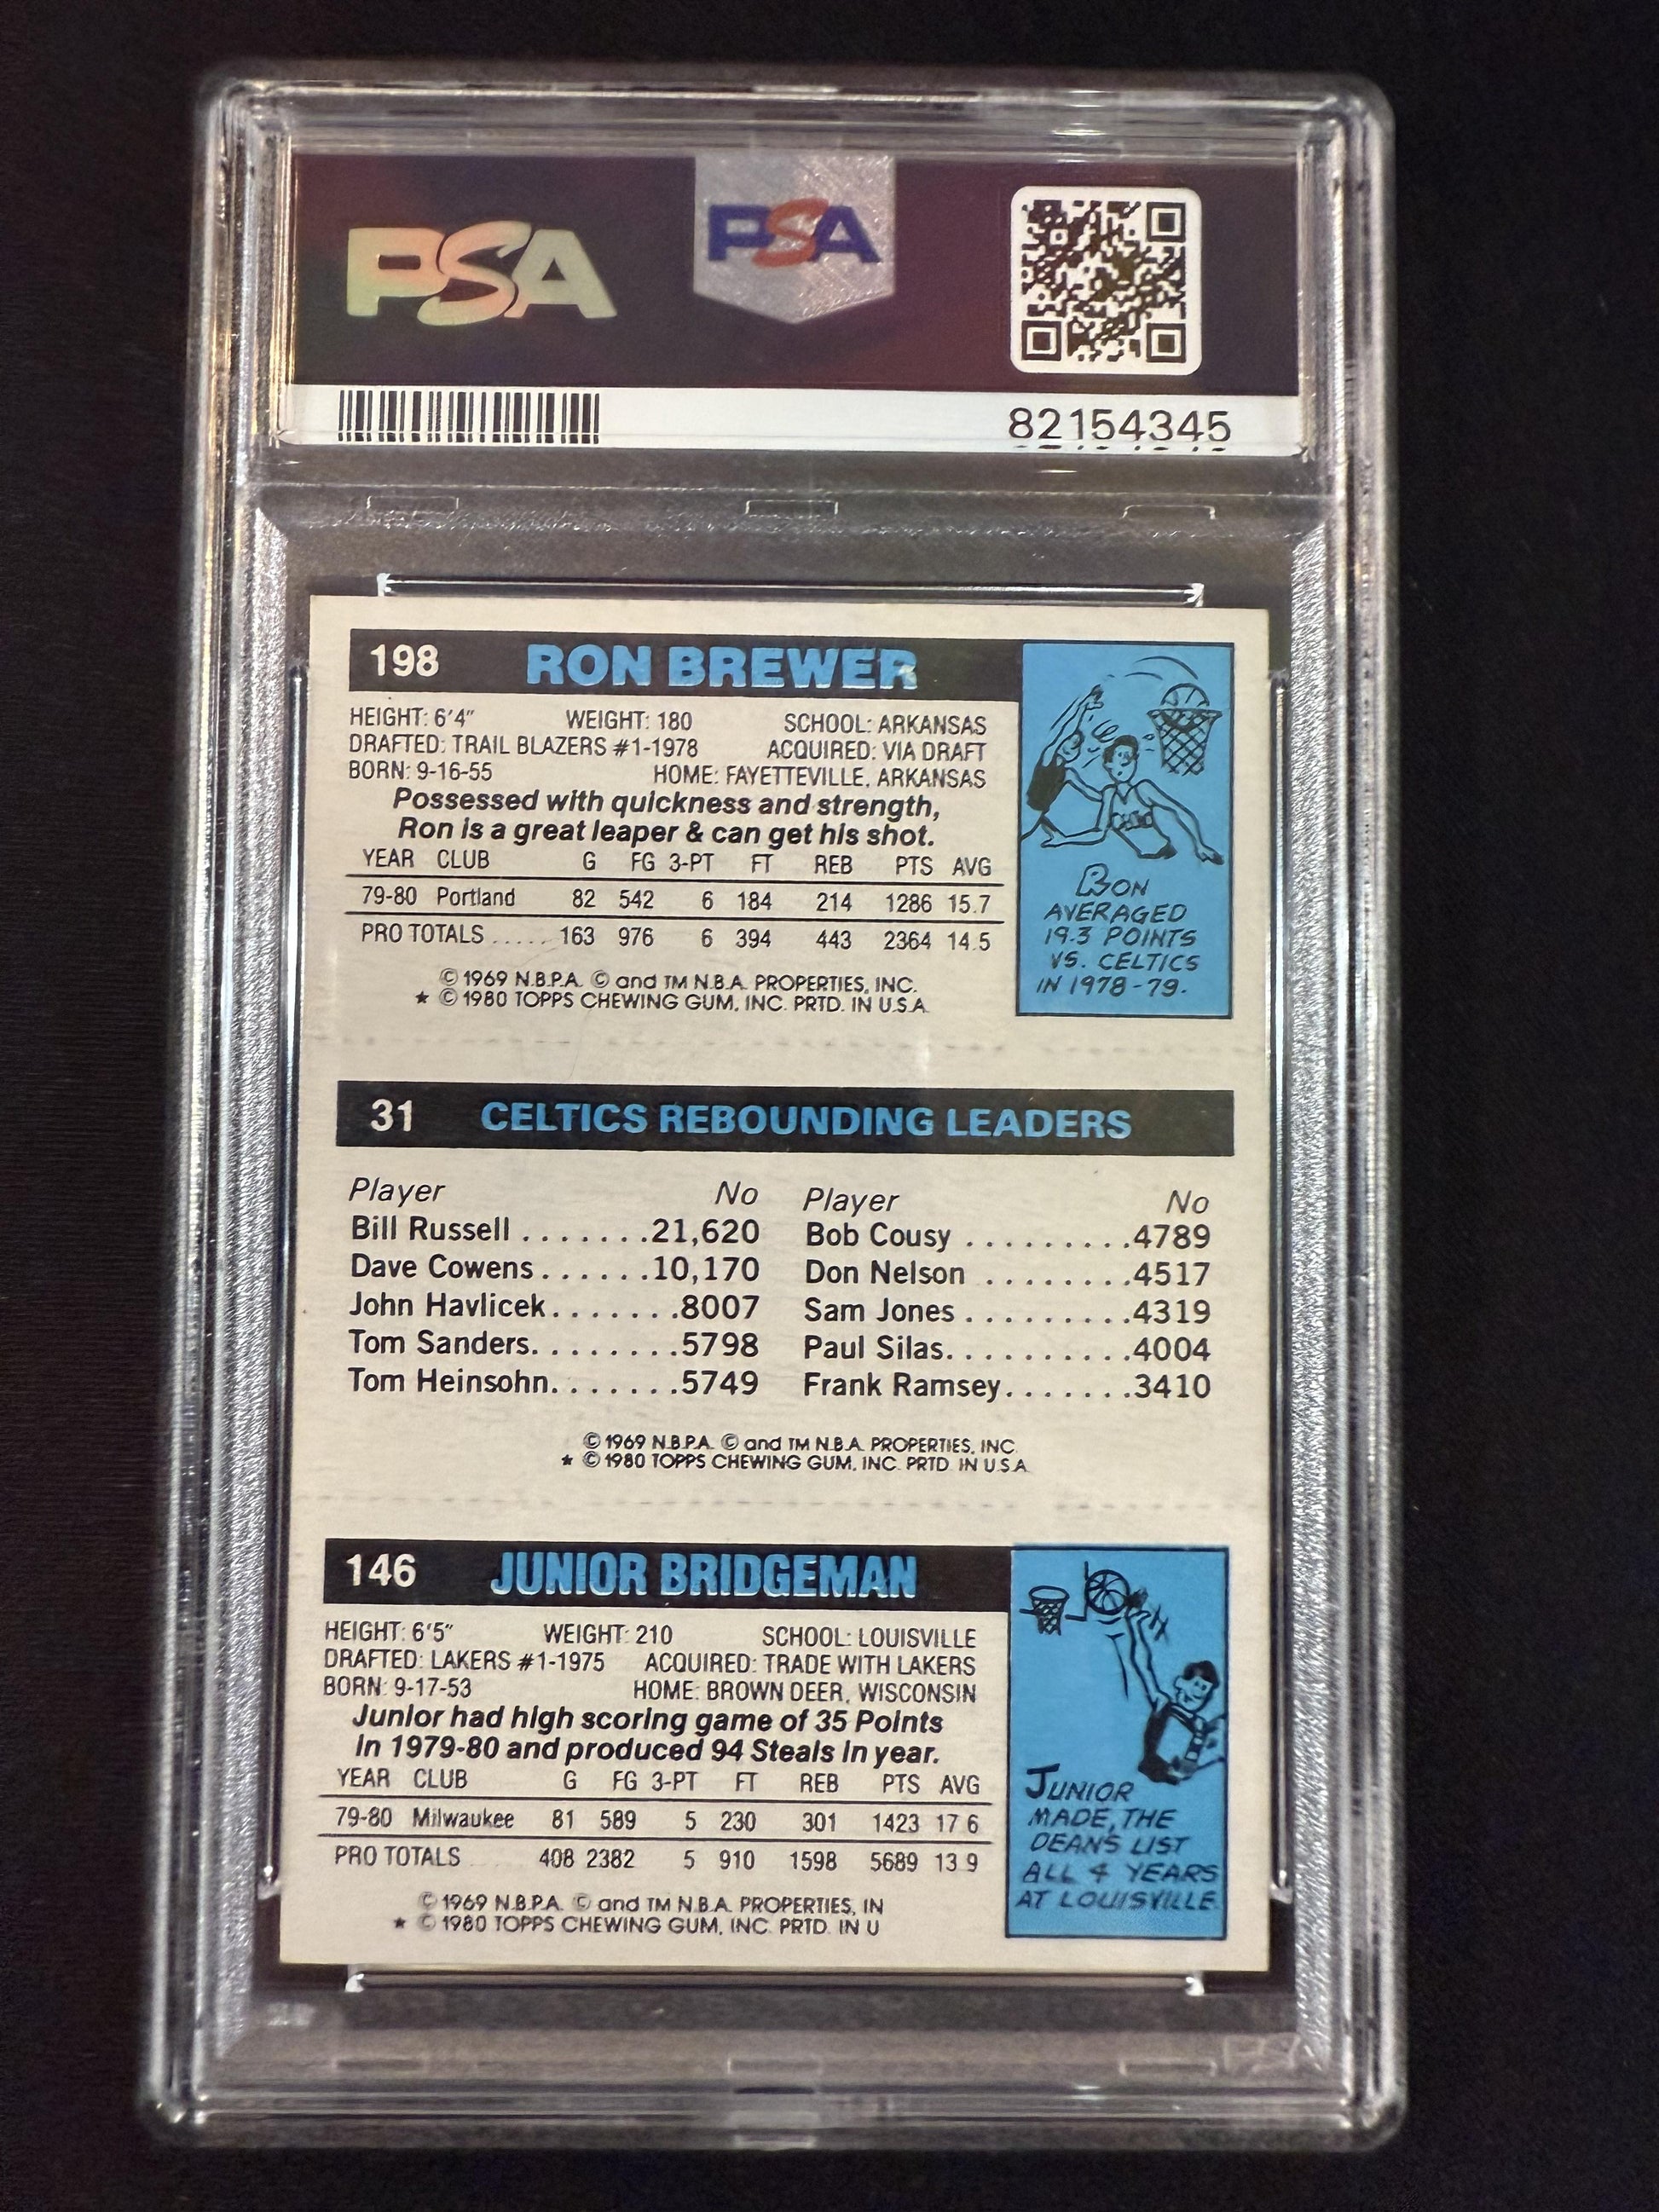 PSA
PSA
82154345
198 RON BREWER
HEIGHT: 6'4" WEIGHT: 180 SCHOOL: ARKANSAS
DRAFTED: TRAIL BLAZERS #1-1978 ACQUIRED: VIA DRAFT
BORN: 9-16-55 HOME: FAYETTEVILLE, ARKANSAS
Possessed with quickness and strength,
Ron is a great leaper & can get his shot.
YEAR CLUB G FG 3-PT FT REB PTS AVG
79-80 Portland 82 542 6 184 214 1286 15.7
PRO TOTALS ..... 163 976 6 394 443 2364 14.5
© 1969 N.B.P.A. © and TM N.B.A. PROPERTIES, INC.
★ © 1980 TOPPS CHEWING GUM, INC. PRTD. IN U.S.A.
RON
AVERAGED
19.3 POINTS
VS. CELTICS
IN 1978-79.
31 CELTICS REBOUNDING LEADERS
Player No Player No
Bill Russell .......21,620 Bob Cousy .........4789
Dave Cowens ......10,170 Don Nelson ........4517
John Havlicek.......8007 Sam Jones .........4319
Tom Sanders........5798 Paul Silas..........4004
Tom Heinsohn.......5749 Frank Ramsey.......3410
© 1969 N.B.P.A. © and TM N.B.A. PROPERTIES, INC.
★ © 1980 TOPPS CHEWING GUM, INC. PRTD. IN U.S.A.
146 JUNIOR BRIDGEMAN
HEIGHT: 6'5" WEIGHT: 210 SCHOOL: LOUISVILLE
DRAFTED: LAKERS #1-1975 ACQUIRED: TRADE WITH LAKERS
BORN: 9-17-53 HOME: BROWN DEER, WISCONSIN
Junior had high scoring game of 35 Points
in 1979-80 and produced 94 Steals in year.
YEAR CLUB G FG 3-PT FT REB PTS AVG
79-80 Milwaukee 81 589 5 230 301 1423 17.6
PRO TOTALS 408 2382 5 910 1598 5689 13.9
© 1969 N.B.P.A. © and TM N.B.A. PROPERTIES, IN
★ © 1980 TOPPS CHEWING GUM, INC. PRTD. IN U
JUNIOR
MADE THE
DEAN'S LIST
ALL 4 YEARS
AT LOUISVILLE